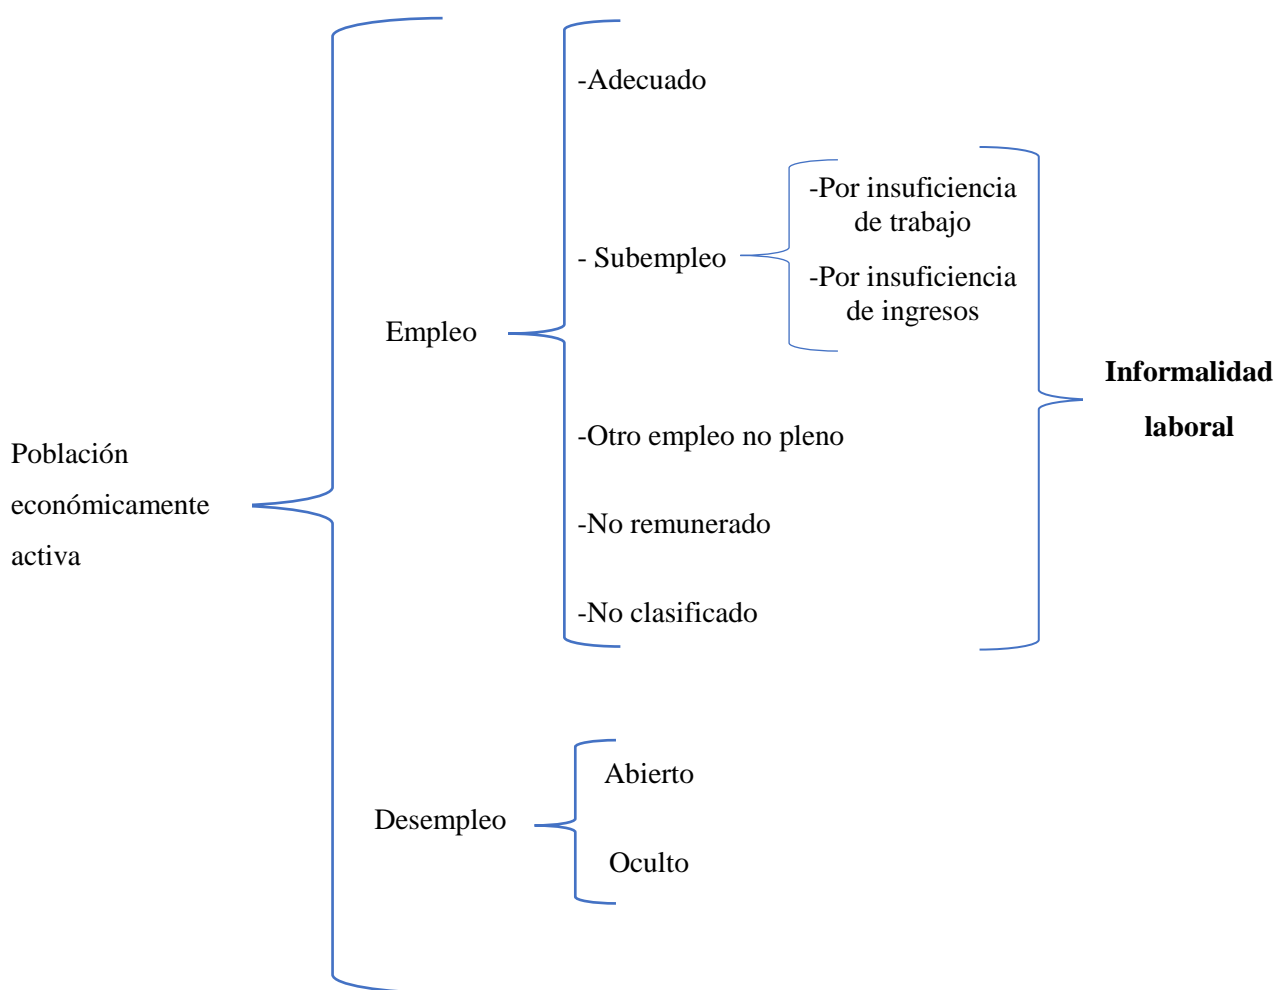 Población
económicamente
activa
Empleo
-Adecuado
- Subempleo
-Por insuficiencia
de trabajo
-Por insuficiencia
de ingresos
-Otro empleo no pleno
-No remunerado
-No clasificado
Informalidad
laboral
Desempleo
Abierto
Oculto